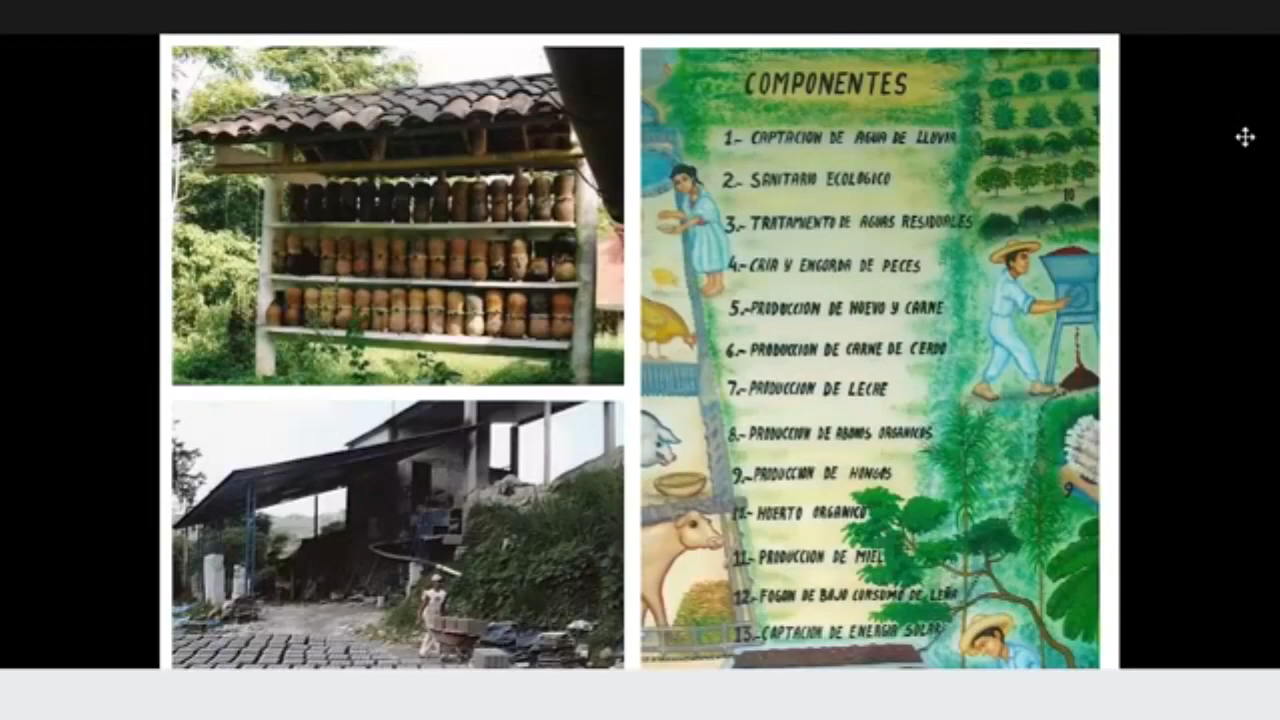 COMPONENTES
1.- CAPTACION DE AGUA DE LLUVIA
2.- SANITARIO ECOLOGICO
3.- TRATAMIENTO DE AGUAS RESIDUALES
4.- CRIA Y ENGORDA DE PECES
5.- PRODUCCION DE HUEVO Y CARNE
6.- PRODUCCION DE CARNE DE CERDO
7.- PRODUCCION DE LECHE
8.- PRODUCCION DE ABONOS ORGANICOS
9.- PRODUCCION DE HONGOS
10.- HUERTO ORGANICO
11.- PRODUCCION DE MIEL
12.- FOGON DE BAJO CONSUMO DE LEÑA
13.- CAPTACION DE ENERGIA SOLAR
10
9